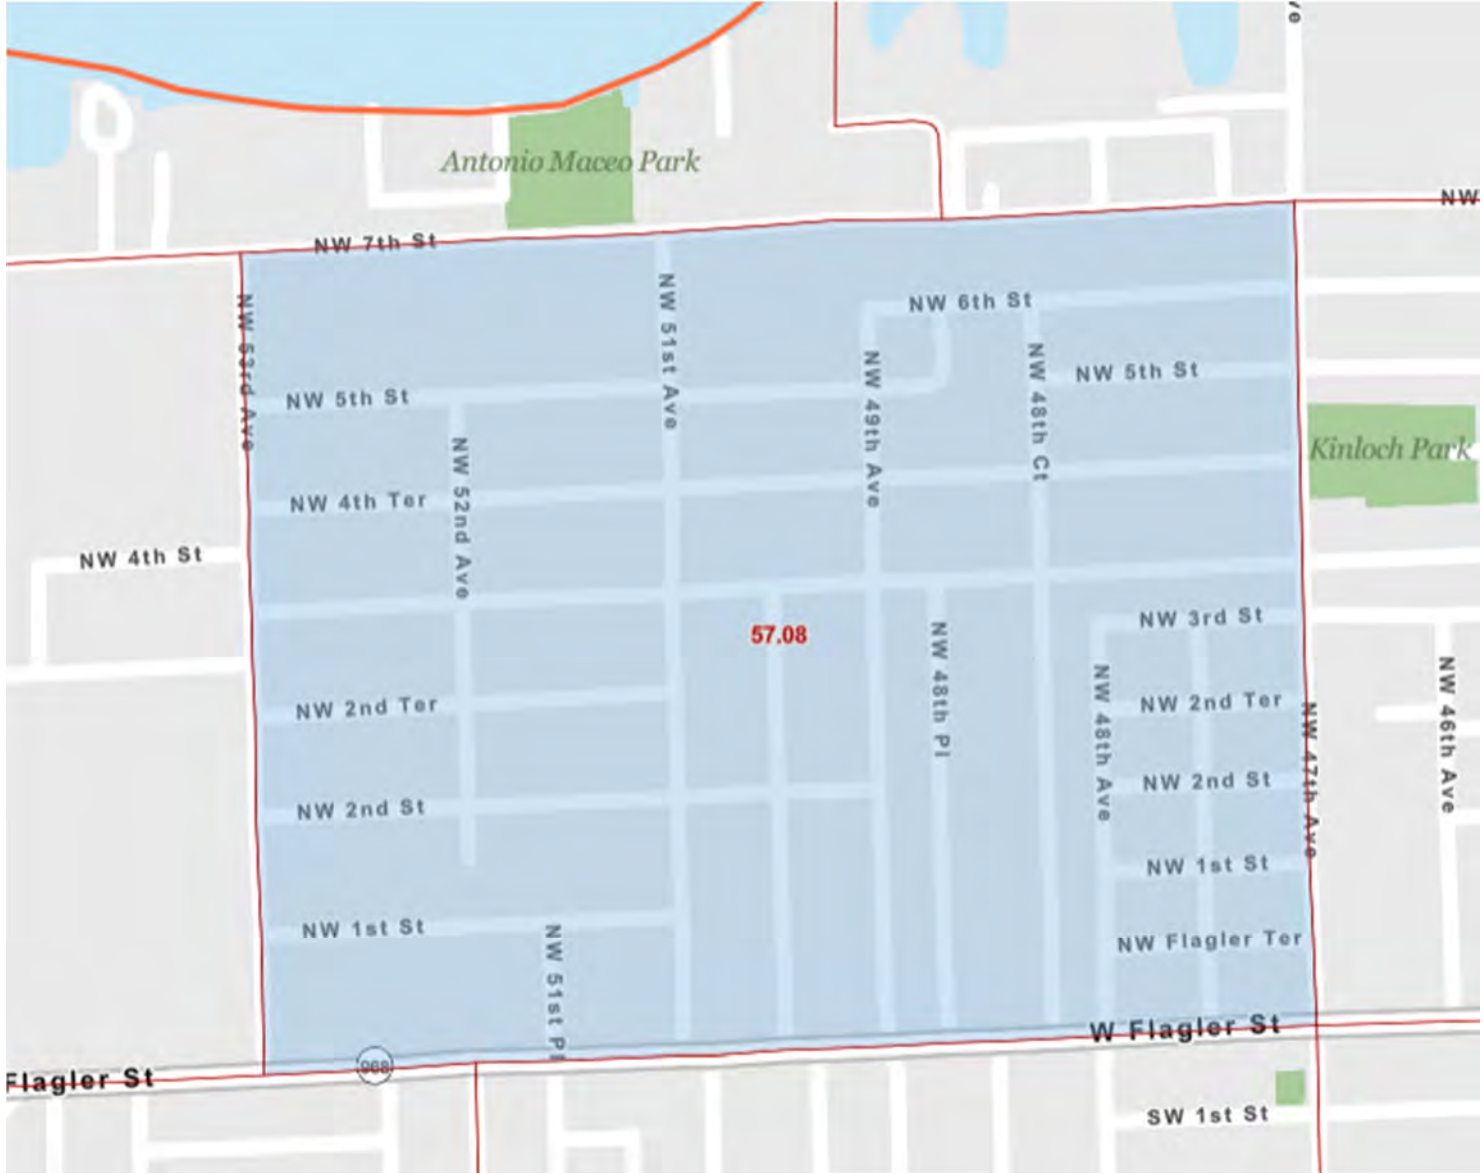 ve
Antonio Maceo Park
NW
NW 7th St
NW 53rd Ave
NW 51st Ave
NW 6th St
NW 5th St
NW 49th Ave
NW 48th Ct
NW 5th St
NW 52nd Ave
Kinloch Park
NW 4th Ter
NW 4th St
57.08
NW 48th Pl
NW 3rd St
NW 2nd Ter
NW 48th Ave
NW 2nd Ter
NW 47th Ave
NW 46th Ave
NW 2nd St
NW 2nd St
NW 1st St
NW 1st St
NW 51st Pl
NW Flagler Ter
W Flagler St
968
Flagler St
SW 1st St